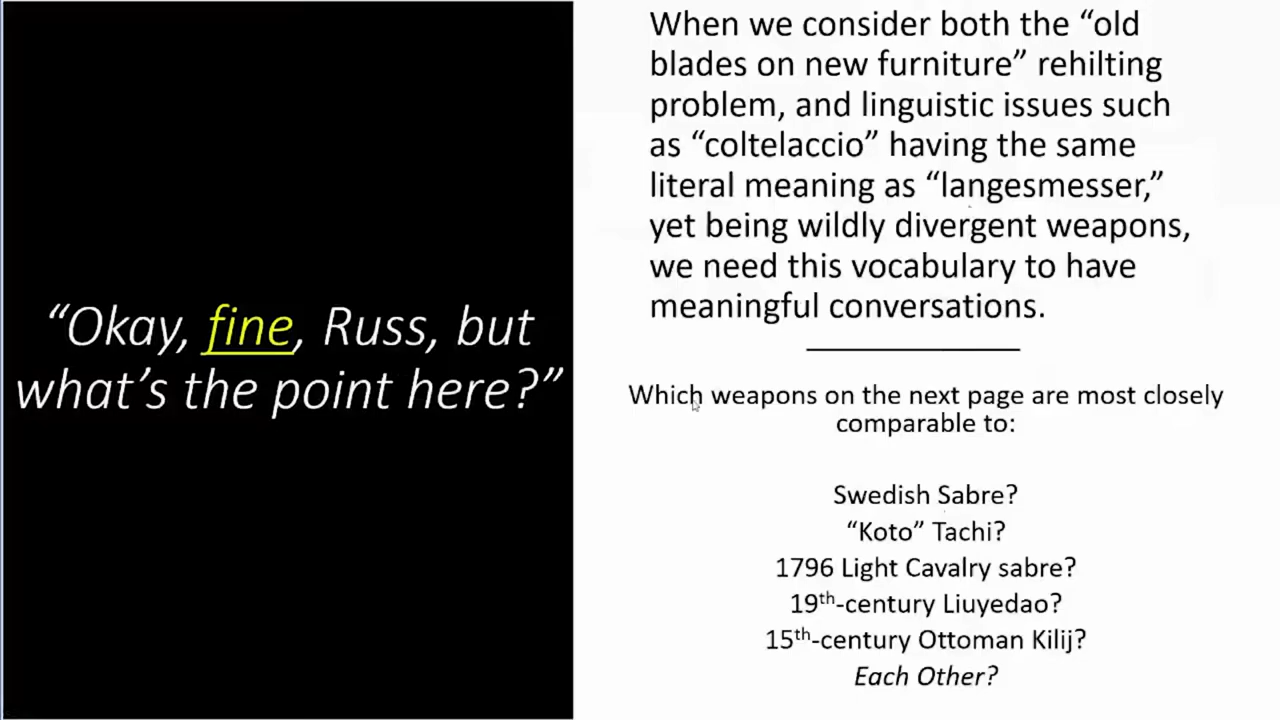 “Okay, fine, Russ, but
what’s the point here?”
When we consider both the “old
blades on new furniture” rehilting
problem, and linguistic issues such
as “coltelaccio” having the same
literal meaning as “langesmesser,”
yet being wildly divergent weapons,
we need this vocabulary to have
meaningful conversations.
Which weapons on the next page are most closely
comparable to:
Swedish Sabre?
“Koto” Tachi?
1796 Light Cavalry sabre?
19th-century Liuyedao?
15th-century Ottoman Kilij?
Each Other?